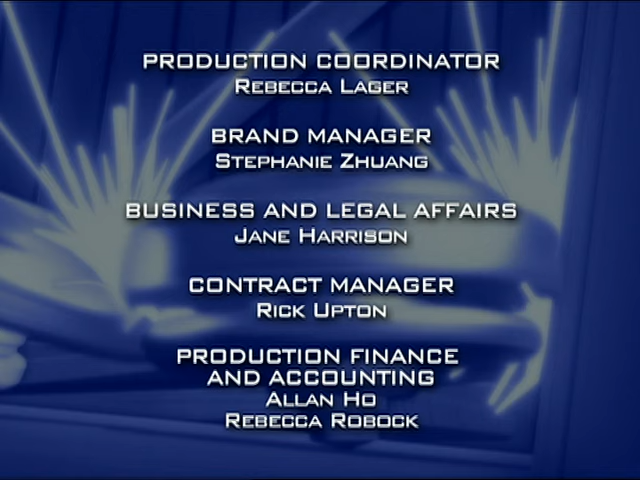 PRODUCTION COORDINATOR
REBECCA LAGER
BRAND MANAGER
STEPHANIE ZHUANG
BUSINESS AND LEGAL AFFAIRS
JANE HARRISON
CONTRACT MANAGER
RICK UPTON
PRODUCTION FINANCE
AND ACCOUNTING
ALLAN HO
REBECCA ROBOCK